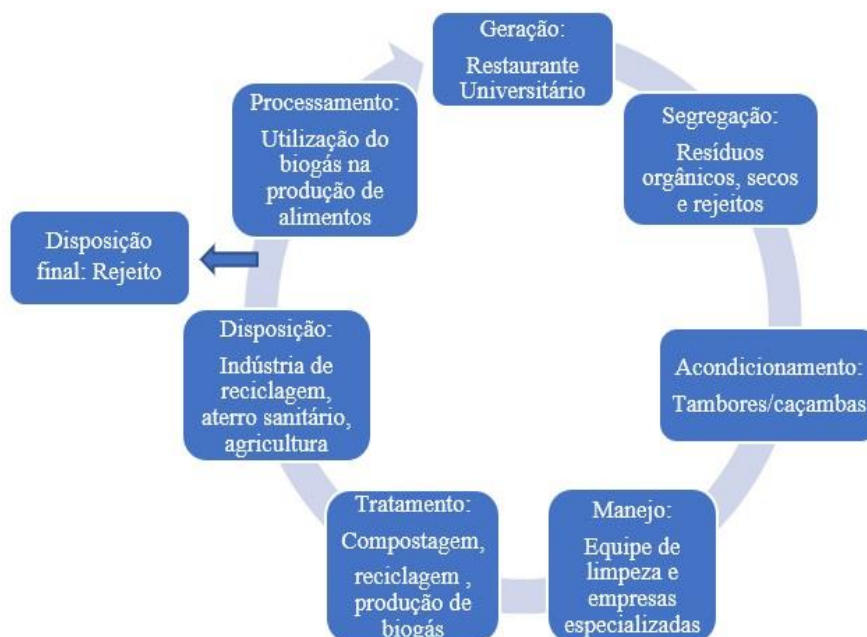 Geração:
Restaurante
Universitário
Segregação:
Resíduos
orgânicos, secos
e rejeitos
Acondicionamento:
Tambores/caçambas
Manejo:
Equipe de
limpeza e
empresas
especializadas
Tratamento:
Compostagem,
reciclagem ,
produção de
biogás
Disposição:
Indústria de
reciclagem,
aterro sanitário,
agricultura
Disposição
final: Rejeito
Processamento:
Utilização do
biogás na
produção de
alimentos